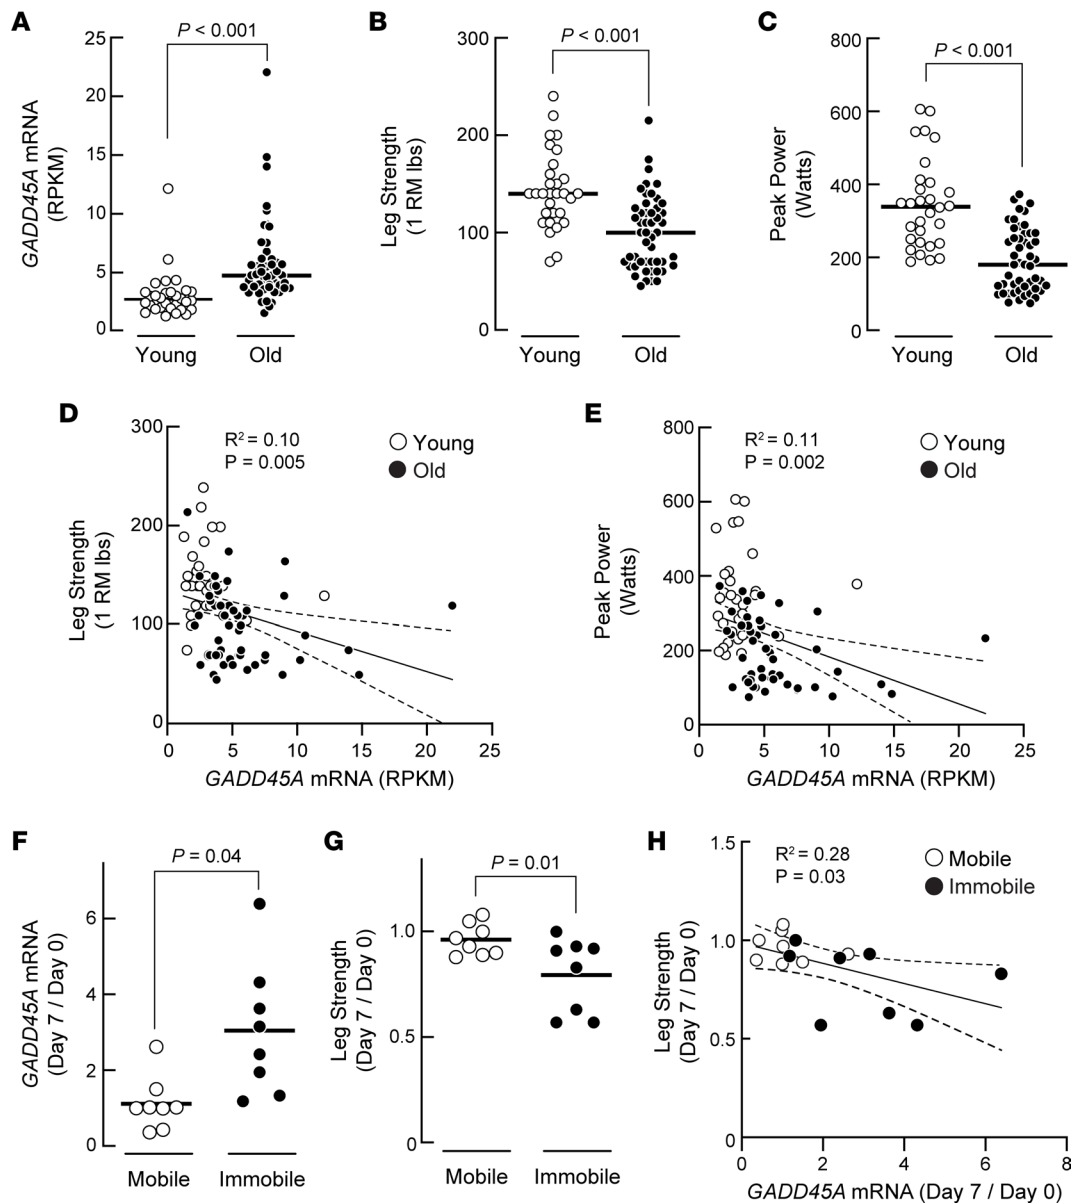 A
P < 0.001
25
20
15
10
5
0
GADD45A mRNA
(RPKM)
Young
Old
B
P < 0.001
300
200
100
0
Leg Strength
(1 RM lbs)
Young
Old
C
P < 0.001
800
600
400
200
0
Peak Power
(Watts)
Young
Old
D
R² = 0.10
P = 0.005
Young
Old
300
200
100
0
Leg Strength
(1 RM lbs)
0 5 10 15 20 25
GADD45A mRNA (RPKM)
E
R² = 0.11
P = 0.002
Young
Old
800
600
400
200
0
Peak Power
(Watts)
0 5 10 15 20 25
GADD45A mRNA (RPKM)
F
P = 0.04
6
4
2
0
GADD45A mRNA
(Day 7 / Day 0)
Mobile
Immobile
G
P = 0.01
1.0
0.5
0
Leg Strength
(Day 7 / Day 0)
Mobile
Immobile
H
R² = 0.28
P = 0.03
Mobile
Immobile
1.5
1.0
0.5
0
Leg Strength
(Day 7 / Day 0)
0 2 4 6 8
GADD45A mRNA (Day 7 / Day 0)